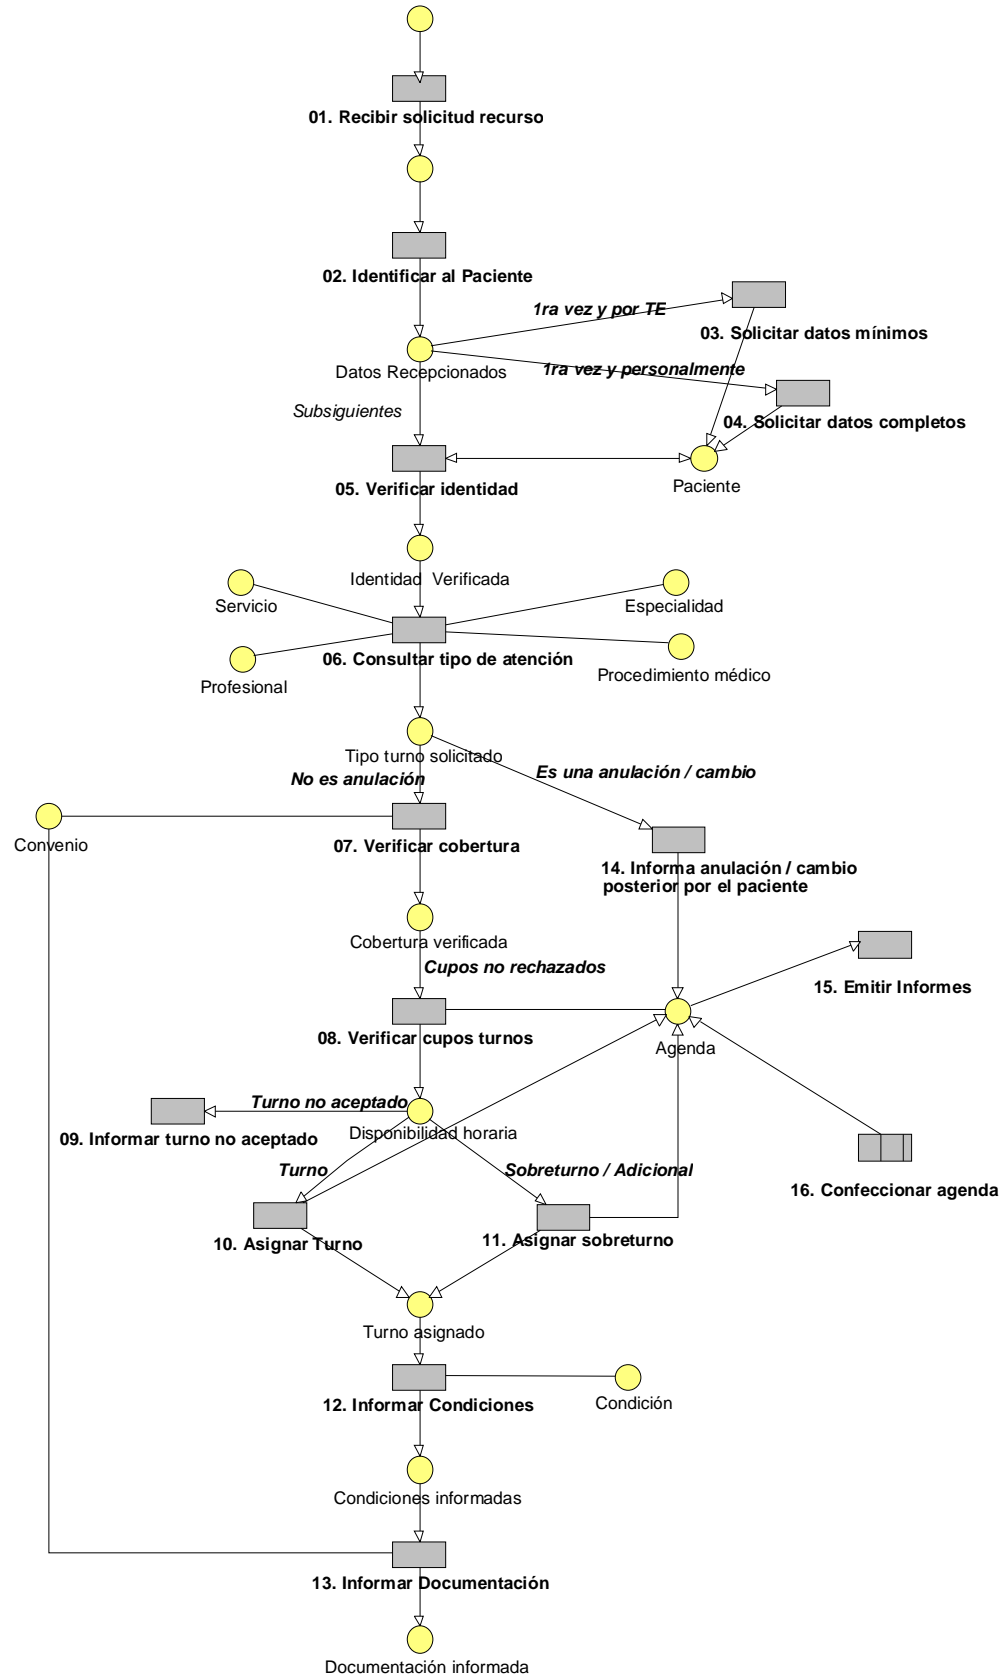 01. Recibir solicitud recurso
02. Identificar al Paciente
1ra vez y por TE
03. Solicitar datos mínimos
Datos Recepcionados
1ra vez y personalmente
Subsiguientes
04. Solicitar datos completos
05. Verificar identidad
Paciente
Identidad Verificada
Servicio
Especialidad
06. Consultar tipo de atención
Profesional
Procedimiento médico
Tipo turno solicitado
No es anulación
Es una anulación / cambio
Convenio
07. Verificar cobertura
14. Informa anulación / cambio
posterior por el paciente
Cobertura verificada
Cupos no rechazados
15. Emitir Informes
08. Verificar cupos turnos
Agenda
Turno no aceptado
09. Informar turno no aceptado
Disponibilidad horaria
Turno
Sobreturno / Adicional
16. Confeccionar agenda
10. Asignar Turno
11. Asignar sobreturno
Turno asignado
12. Informar Condiciones
Condición
Condiciones informadas
13. Informar Documentación
Documentación informada